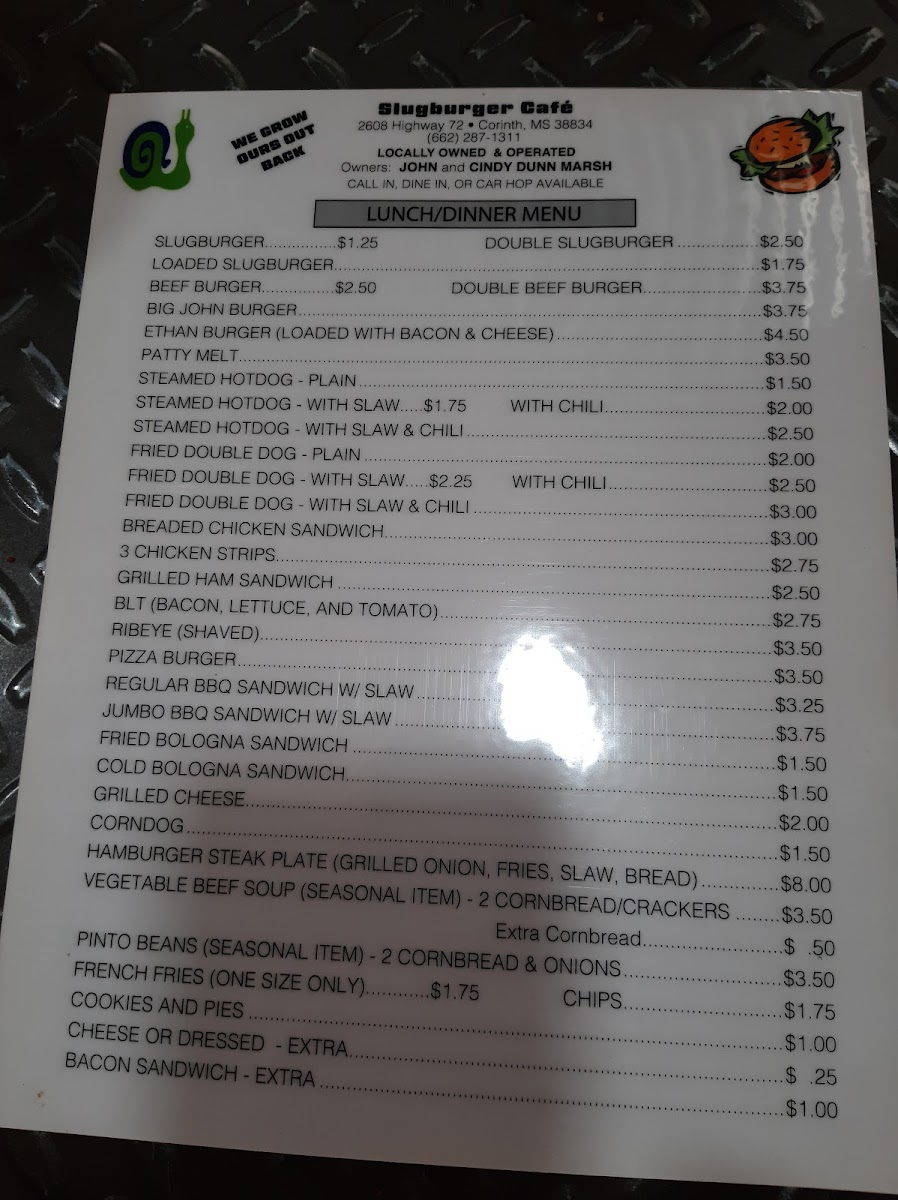 WE GROW
OURS OUT
BACK
Slugburger Café
2608 Highway 72 • Corinth, MS 38834
(662) 287-1311
LOCALLY OWNED & OPERATED
Owners: JOHN and CINDY DUNN MARSH
CALL IN, DINE IN, OR CAR HOP AVAILABLE
LUNCH/DINNER MENU
SLUGBURGER................$1.25 DOUBLE SLUGBURGER..................$2.50
LOADED SLUGBURGER..................$1.75
BEEF BURGER................$2.50 DOUBLE BEEF BURGER..................$3.75
BIG JOHN BURGER..................$3.75
ETHAN BURGER (LOADED WITH BACON & CHEESE)..................$4.50
PATTY MELT..................$3.50
STEAMED HOTDOG - PLAIN..................$1.50
STEAMED HOTDOG - WITH SLAW.....$1.75 WITH CHILI..................$2.00
STEAMED HOTDOG - WITH SLAW & CHILI..................$2.50
FRIED DOUBLE DOG - PLAIN..................$2.00
FRIED DOUBLE DOG - WITH SLAW.....$2.25 WITH CHILI..................$2.50
FRIED DOUBLE DOG - WITH SLAW & CHILI..................$3.00
BREADED CHICKEN SANDWICH..................$3.00
3 CHICKEN STRIPS..................$2.75
GRILLED HAM SANDWICH..................$2.50
BLT (BACON, LETTUCE, AND TOMATO)..................$2.75
RIBEYE (SHAVED)..................$3.50
PIZZA BURGER..................$3.50
REGULAR BBQ SANDWICH W/ SLAW..................$3.25
JUMBO BBQ SANDWICH W/ SLAW..................$3.75
FRIED BOLOGNA SANDWICH..................$1.50
COLD BOLOGNA SANDWICH..................$1.50
GRILLED CHEESE..................$2.00
CORNDOG..................$1.50
HAMBURGER STEAK PLATE (GRILLED ONION, FRIES, SLAW, BREAD)..................$8.00
VEGETABLE BEEF SOUP (SEASONAL ITEM) - 2 CORNBREAD/CRACKERS........$3.50
Extra Cornbread..................$ .50
PINTO BEANS (SEASONAL ITEM) - 2 CORNBREAD & ONIONS..................$3.50
FRENCH FRIES (ONE SIZE ONLY)............$1.75 CHIPS..................$1.75
COOKIES AND PIES..................$1.00
CHEESE OR DRESSED - EXTRA..................$ .25
BACON SANDWICH - EXTRA..................$1.00